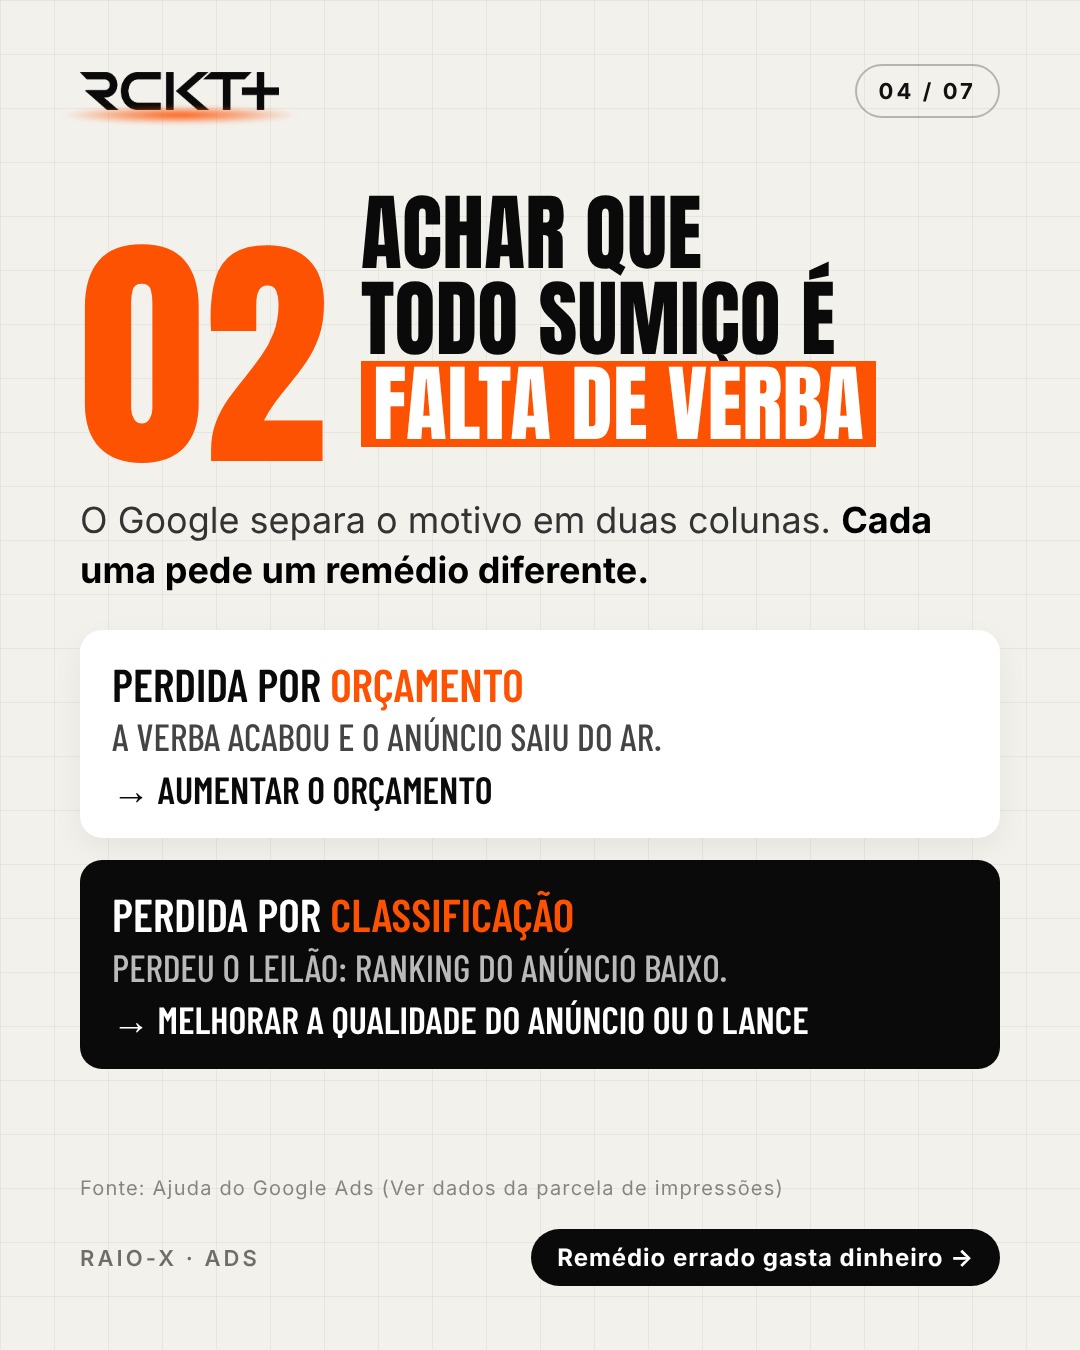 RCKT+
04 / 07
02
ACHAR QUE
TODO SUMIÇO É
FALTA DE VERBA
O Google separa o motivo em duas colunas. Cada
uma pede um remédio diferente.
PERDIDA POR ORÇAMENTO
A VERBA ACABOU E O ANÚNCIO SAIU DO AR.
→ AUMENTAR O ORÇAMENTO
PERDIDA POR CLASSIFICAÇÃO
PERDEU O LEILÃO: RANKING DO ANÚNCIO BAIXO.
→ MELHORAR A QUALIDADE DO ANÚNCIO OU O LANCE
Fonte: Ajuda do Google Ads (Ver dados da parcela de impressões)
RAIO-X · ADS
Remédio errado gasta dinheiro →